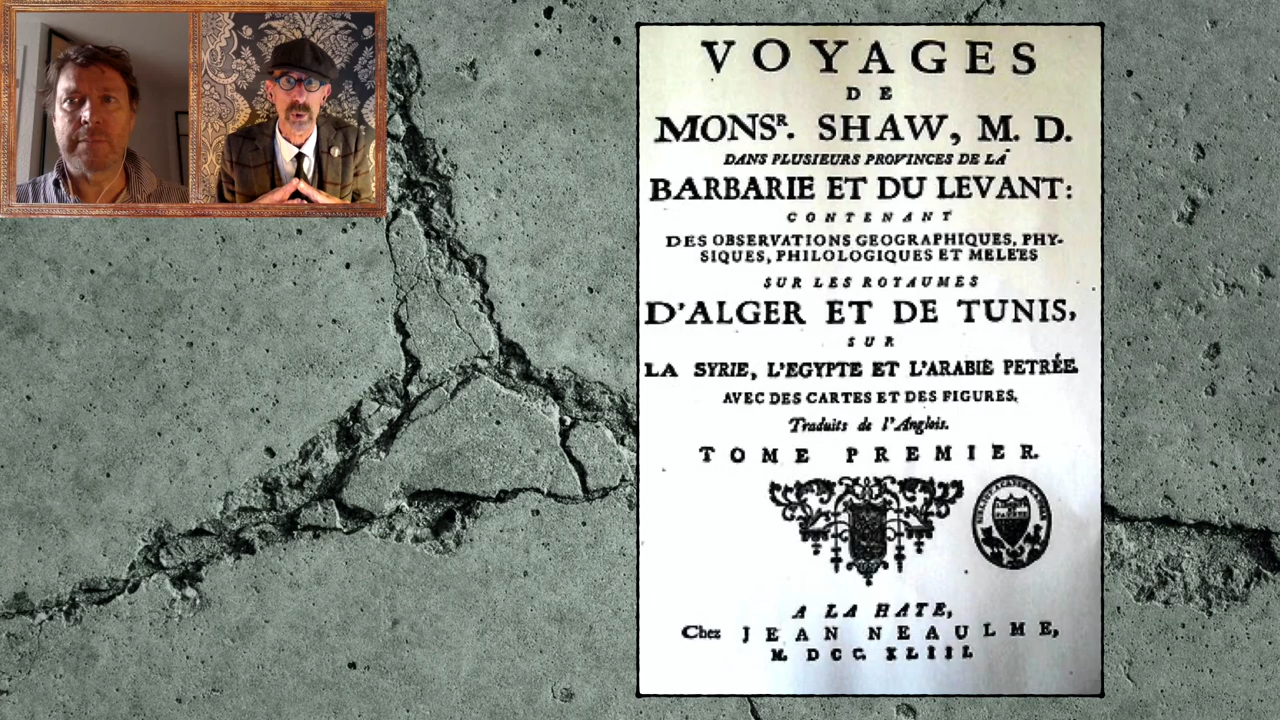 VOYAGES
DE
MONSR. SHAW, M. D.
DANS PLUSIEURS PROVINCES DE LA
BARBARIE ET DU LEVANT:
CONTENANT
DES OBSERVATIONS GEOGRAPHIQUES, PHY-
SIQUES, PHILOLOGIQUES ET MELE'ES
SUR LES ROYAUMES
D'ALGER ET DE TUNIS,
SUR
LA SYRIE, L'EGYPTE ET L'ARABIE PETRÉE.
AVEC DES CARTES ET DES FIGURES.
Traduits de l'Anglois.
TOME PREMIER.
A LA HAYE,
Chez JEAN NEAULME,
M. DCC. XLIII.